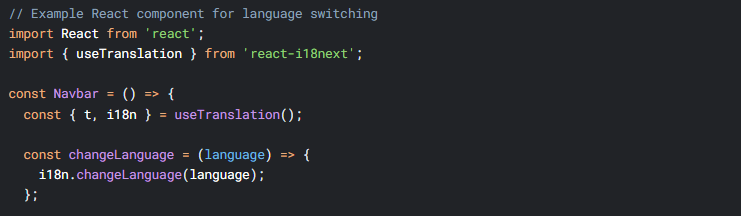 // Example React component for language switching
import React from 'react';
import { useTranslation } from 'react-i18next';
const Navbar = () => {
const { t, i18n } = useTranslation();
const changeLanguage = (language) => {
i18n.changeLanguage(language);
};